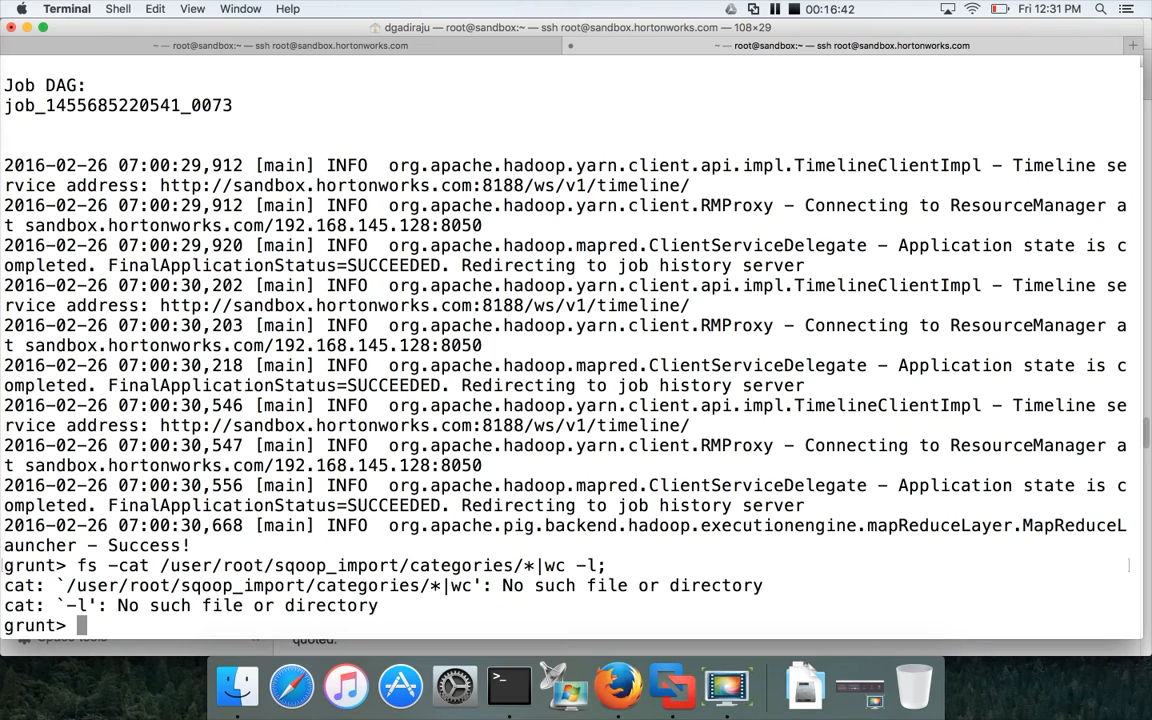 Terminal Shell Edit View Window Help 00:16:42 Fri 12:31 PM
dgadiraju — root@sandbox:~ — ssh root@sandbox.hortonworks.com — 108×29
~ — root@sandbox:~ — ssh root@sandbox.hortonworks.com ~ — root@sandbox:~ — ssh root@sandbox.hortonworks.com +
Job DAG:
job_1455685220541_0073
2016-02-26 07:00:29,912 [main] INFO  org.apache.hadoop.yarn.client.api.impl.TimelineClientImpl - Timeline se
rvice address: http://sandbox.hortonworks.com:8188/ws/v1/timeline/
2016-02-26 07:00:29,912 [main] INFO  org.apache.hadoop.yarn.client.RMProxy - Connecting to ResourceManager a
t sandbox.hortonworks.com/192.168.145.128:8050
2016-02-26 07:00:29,920 [main] INFO  org.apache.hadoop.mapred.ClientServiceDelegate - Application state is c
ompleted. FinalApplicationStatus=SUCCEEDED. Redirecting to job history server
2016-02-26 07:00:30,202 [main] INFO  org.apache.hadoop.yarn.client.api.impl.TimelineClientImpl - Timeline se
rvice address: http://sandbox.hortonworks.com:8188/ws/v1/timeline/
2016-02-26 07:00:30,203 [main] INFO  org.apache.hadoop.yarn.client.RMProxy - Connecting to ResourceManager a
t sandbox.hortonworks.com/192.168.145.128:8050
2016-02-26 07:00:30,218 [main] INFO  org.apache.hadoop.mapred.ClientServiceDelegate - Application state is c
ompleted. FinalApplicationStatus=SUCCEEDED. Redirecting to job history server
2016-02-26 07:00:30,546 [main] INFO  org.apache.hadoop.yarn.client.api.impl.TimelineClientImpl - Timeline se
rvice address: http://sandbox.hortonworks.com:8188/ws/v1/timeline/
2016-02-26 07:00:30,547 [main] INFO  org.apache.hadoop.yarn.client.RMProxy - Connecting to ResourceManager a
t sandbox.hortonworks.com/192.168.145.128:8050
2016-02-26 07:00:30,556 [main] INFO  org.apache.hadoop.mapred.ClientServiceDelegate - Application state is c
ompleted. FinalApplicationStatus=SUCCEEDED. Redirecting to job history server
2016-02-26 07:00:30,668 [main] INFO  org.apache.pig.backend.hadoop.executionengine.mapReduceLayer.MapReduceL
auncher - Success!
grunt> fs -cat /user/root/sqoop_import/categories/*|wc -l;
cat: `/user/root/sqoop_import/categories/*|wc': No such file or directory
cat: `-l': No such file or directory
grunt>
quoted.